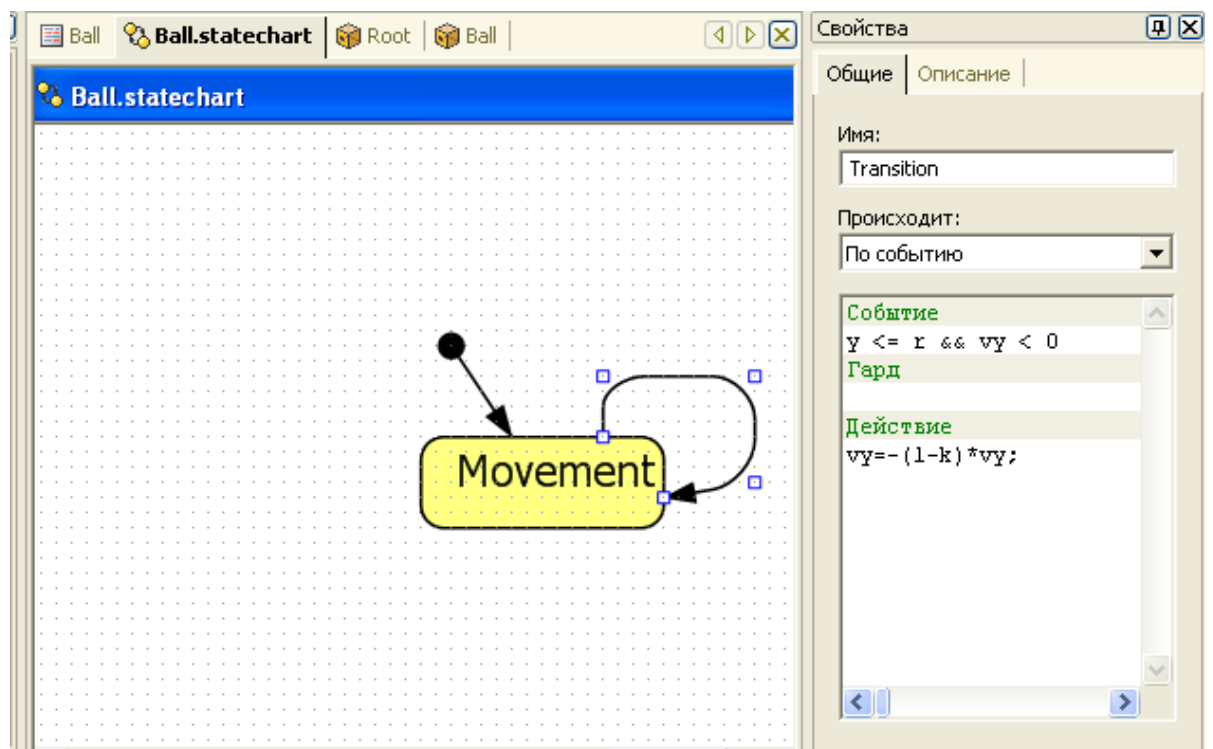 Ball Ball.statechart Root Ball
Ball.statechart
Movement
Свойства
Общие Описание
Имя:
Transition
Происходит:
По событию
Событие
y <= r && vy < 0
Гард
Действие
vy=-(1-k)*vy;